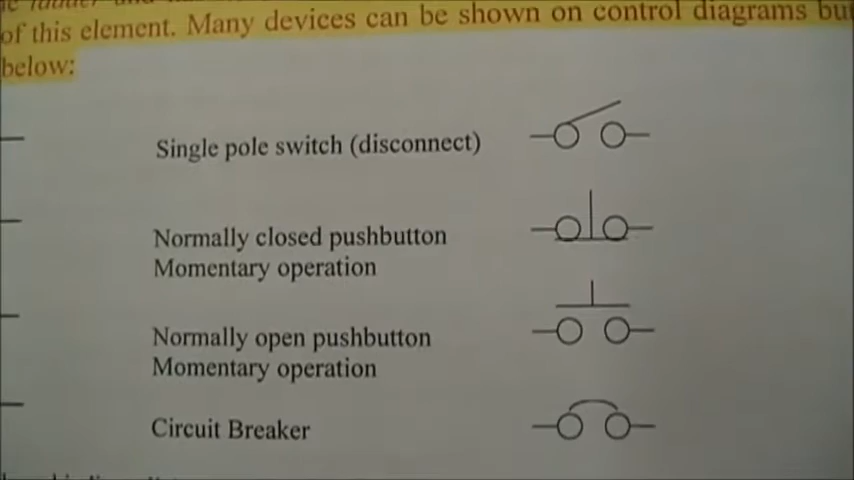 of this element. Many devices can be shown on control diagrams but
below:
Single pole switch (disconnect)
Normally closed pushbutton
Momentary operation
Normally open pushbutton
Momentary operation
Circuit Breaker